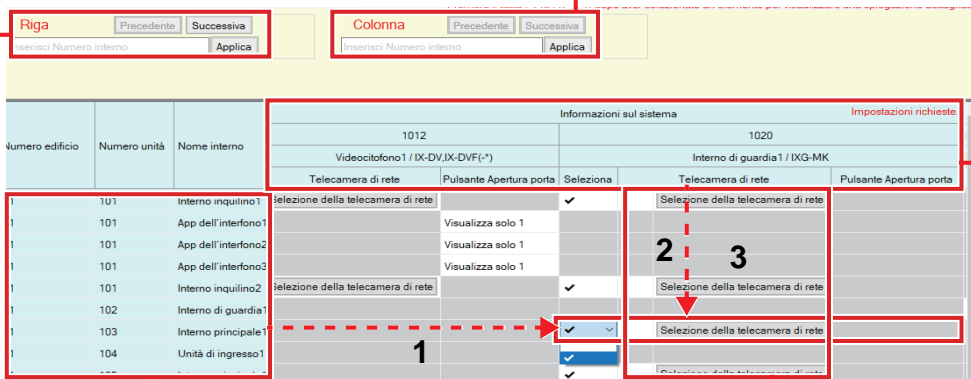 Riga Precedente Successiva
Inserisci Numero interno Applica
Colonna Precedente Successiva
Inserisci Numero interno Applica
Informazioni sul sistema Impostazioni richieste
Numero edificio Numero unità Nome interno
1012 1020
Videocitofono1 / IX-DV,IX-DVF(-*) Interno di guardia1 / IXG-MK
Telecamera di rete Pulsante Apertura porta Seleziona Telecamera di rete Pulsante Apertura porta
1 101 Interno inquilino1 Selezione della telecamera di rete ✓ Selezione della telecamera di rete
1 101 App dell'interfono1 Visualizza solo 1
1 101 App dell'interfono2 Visualizza solo 1
1 101 App dell'interfono3 Visualizza solo 1
1 101 Interno inquilino2 Selezione della telecamera di rete ✓ Selezione della telecamera di rete
1 102 Interno di guardia1
1 103 Interno principale1 ✓ Selezione della telecamera di rete
1 104 Unità di ingresso1 ✓
✓ Selezione della telecamera di rete
1
2
3